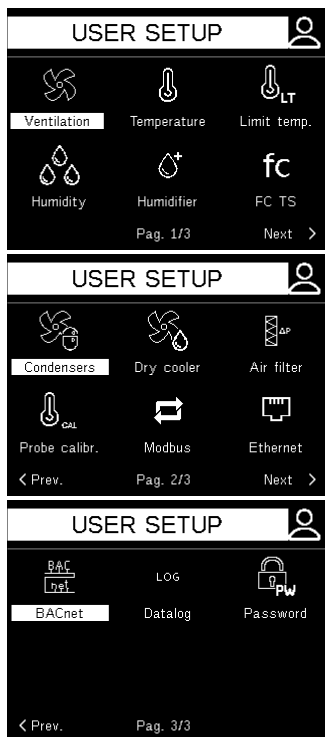 USER SETUP
LT
Ventilation Temperature Limit temp.
fc
Humidity Humidifier FC TS
Pag. 1/3 Next >
USER SETUP
ΔP
Condensers Dry cooler Air filter
CAL
Probe calibr. Modbus Ethernet
< Prev. Pag. 2/3 Next >
USER SETUP
BAC
net LOG PW
BACnet Datalog Password
< Prev. Pag. 3/3